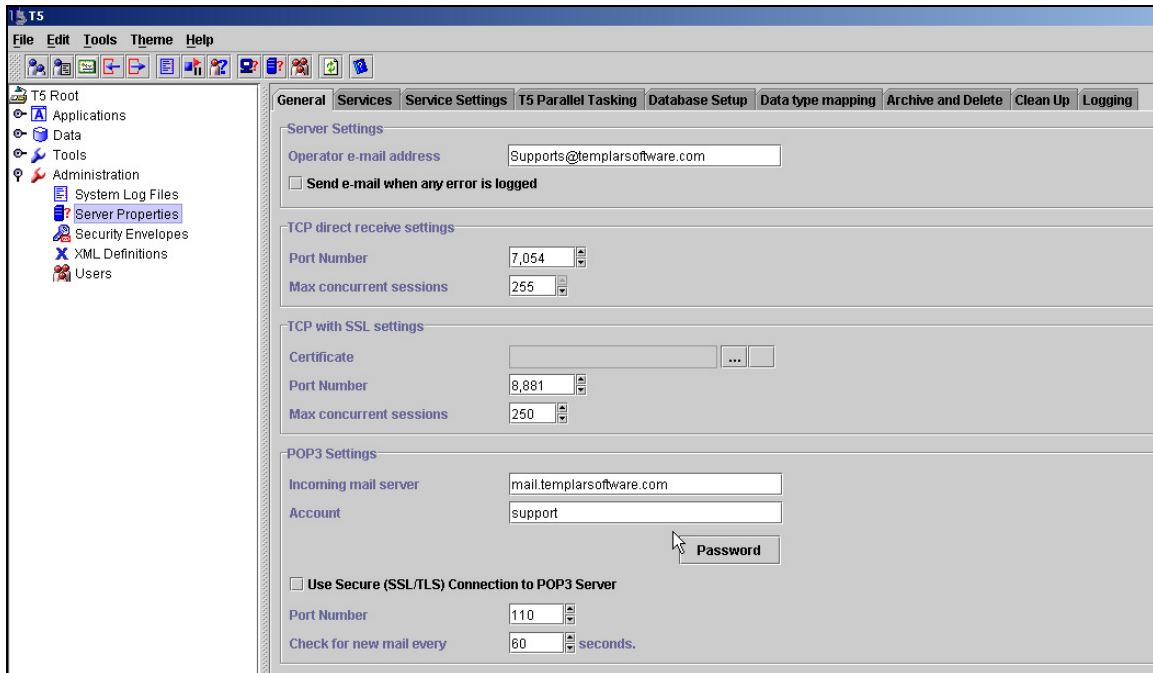 T5
File Edit Tools Theme Help
T5 Root
Applications
Data
Tools
Administration
System Log Files
Server Properties
Security Envelopes
XML Definitions
Users
General Services Service Settings T5 Parallel Tasking Database Setup Data type mapping Archive and Delete Clean Up Logging
Server Settings
Operator e-mail address Supports@templarsoftware.com
Send e-mail when any error is logged
TCP direct receive settings
Port Number 7,054
Max concurrent sessions 255
TCP with SSL settings
Certificate ...
Port Number 8,881
Max concurrent sessions 250
POP3 Settings
Incoming mail server mail.templarsoftware.com
Account support
Password
Use Secure (SSL/TLS) Connection to POP3 Server
Port Number 110
Check for new mail every 60 seconds.